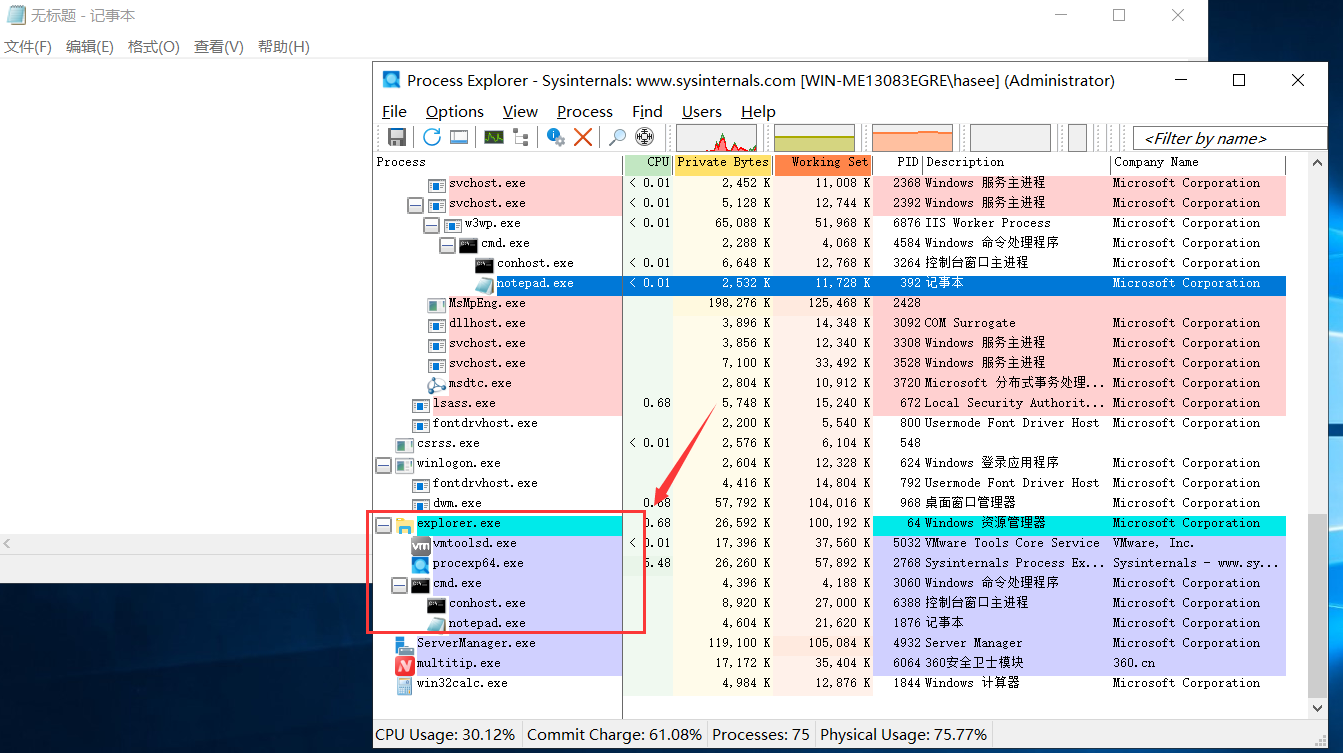 无标题 - 记事本
文件(F) 编辑(E) 格式(O) 查看(V) 帮助(H)
Process Explorer - Sysinternals: www.sysinternals.com [WIN-ME13083EGRE\hasee] (Administrator)
File Options View Process Find Users Help
<Filter by name>
Process CPU Private Bytes Working Set PID Description Company Name
svchost.exe < 0.01 2,452 K 11,008 K 2368 Windows 服务主进程 Microsoft Corporation
svchost.exe < 0.01 5,128 K 12,744 K 2392 Windows 服务主进程 Microsoft Corporation
w3wp.exe < 0.01 65,088 K 51,968 K 6876 IIS Worker Process Microsoft Corporation
cmd.exe 2,288 K 4,068 K 4584 Windows 命令处理程序 Microsoft Corporation
conhost.exe < 0.01 6,648 K 12,768 K 3264 控制台窗口主进程 Microsoft Corporation
notepad.exe < 0.01 2,532 K 11,728 K 392 记事本 Microsoft Corporation
MsMpEng.exe 198,276 K 125,468 K 2428
dllhost.exe 3,896 K 14,348 K 3092 COM Surrogate Microsoft Corporation
svchost.exe 3,856 K 12,340 K 3308 Windows 服务主进程 Microsoft Corporation
svchost.exe 7,100 K 33,492 K 3528 Windows 服务主进程 Microsoft Corporation
msdtc.exe 2,804 K 10,912 K 3720 Microsoft 分布式事务处理... Microsoft Corporation
lsass.exe 0.68 5,748 K 15,240 K 672 Local Security Authorit... Microsoft Corporation
fontdrvhost.exe 2,200 K 5,540 K 800 Usermode Font Driver Host Microsoft Corporation
csrss.exe < 0.01 2,576 K 6,104 K 548
winlogon.exe 2,604 K 12,328 K 624 Windows 登录应用程序 Microsoft Corporation
fontdrvhost.exe 4,416 K 14,804 K 792 Usermode Font Driver Host Microsoft Corporation
dwm.exe 0.68 57,792 K 104,016 K 968 桌面窗口管理器 Microsoft Corporation
explorer.exe 0.68 26,592 K 100,192 K 64 Windows 资源管理器 Microsoft Corporation
vmtoolsd.exe < 0.01 17,396 K 37,560 K 5032 VMware Tools Core Service VMware, Inc.
procexp64.exe 5.48 26,260 K 57,892 K 2768 Sysinternals Process Ex... Sysinternals - www.sy...
cmd.exe 4,396 K 4,188 K 3060 Windows 命令处理程序 Microsoft Corporation
conhost.exe 8,920 K 27,000 K 6388 控制台窗口主进程 Microsoft Corporation
notepad.exe 4,604 K 21,620 K 1876 记事本 Microsoft Corporation
ServerManager.exe 119,100 K 105,084 K 4932 Server Manager Microsoft Corporation
multitip.exe 17,172 K 35,404 K 6064 360安全卫士模块 360.cn
win32calc.exe 4,984 K 12,876 K 1844 Windows 计算器 Microsoft Corporation
CPU Usage: 30.12% Commit Charge: 61.08% Processes: 75 Physical Usage: 75.77%